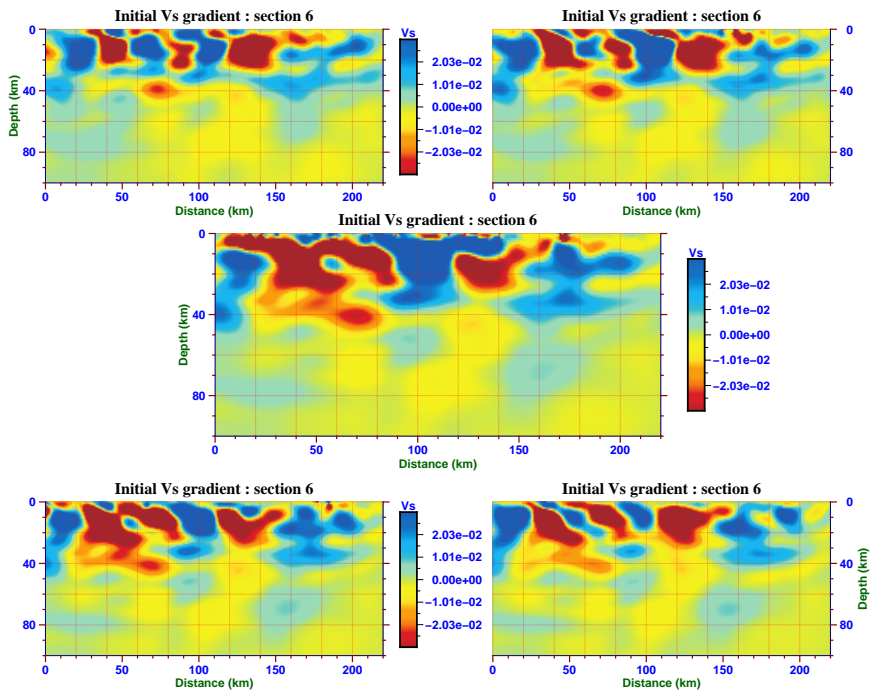 Initial Vs gradient : section 6
Initial Vs gradient : section 6
0
40
80
Depth (km)
0 50 100 150 200
Distance (km)
Vs
2.03e−02
1.01e−02
0.00e+00
−1.01e−02
−2.03e−02
0
40
80
0 50 100 150 200
Distance (km)
Initial Vs gradient : section 6
0
40
80
Depth (km)
0 50 100 150 200
Distance (km)
Vs
2.03e−02
1.01e−02
0.00e+00
−1.01e−02
−2.03e−02
Initial Vs gradient : section 6
Initial Vs gradient : section 6
0
40
80
0 50 100 150 200
Distance (km)
Vs
2.03e−02
1.01e−02
0.00e+00
−1.01e−02
−2.03e−02
0
40
80
Depth (km)
0 50 100 150 200
Distance (km)